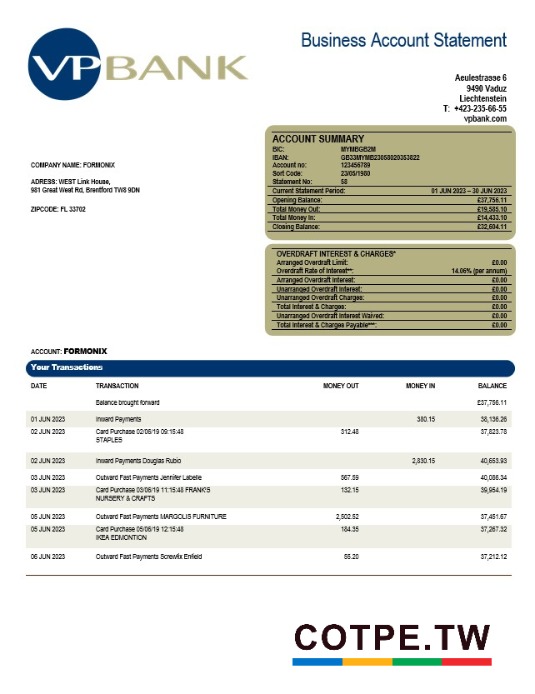 VP BANK
Business Account Statement
Aeulestrasse 6
9490 Vaduz
Liechtenstein
T: +423-235-66-55
vpbank.com
ACCOUNT SUMMARY
BIC: MYMBGB2M
IBAN: GB33MYMB23058020353822
Account no: 123456789
Sort Code: 23/05/1980
Statement No: 58
Current Statement Period: 01 JUN 2023 – 30 JUN 2023
Opening Balance: £37,756.11
Total Money Out: £19,585.10
Total Money In: £14,433.10
Closing Balance: £32,604.11
COMPANY NAME: FORMONIX
ADRESS: WEST Link House,
981 Great West Rd, Brentford TW8 9DN
ZIPCODE: FL 33702
OVERDRAFT INTEREST & CHARGES*
Arranged Overdraft Limit: £0.00
Overdraft Rate of Interest**: 14.06% (per annum)
Arranged Overdraft Interest: £0.00
Unarranged Overdraft Interest: £0.00
Unarranged Overdraft Charges: £0.00
Total Interest & Charges: £0.00
Unarranged Overdraft Interest Waived: £0.00
Total Interest & Charges Payable***: £0.00
ACCOUNT: FORMONIX
Your Transactions
DATE TRANSACTION MONEY OUT MONEY IN BALANCE
Balance brought forward £37,756.11
01 JUN 2023 Inward Payments 380.15 38,136.26
02 JUN 2023 Card Purchase 02/06/19 09:15:48 312.48 37,823.78
STAPLES
02 JUN 2023 Inward Payments Douglas Rubio 2,830.15 40,653.93
03 JUN 2023 Outward Fast Payments Jennifer Labelle 567.59 40,086.34
03 JUN 2023 Card Purchase 03/06/19 11:15:48 FRANK'S 132.15 39,954.19
NURSERY & CRAFTS
05 JUN 2023 Outward Fast Payments MARGOLIS FURNITURE 2,502.52 37,451.67
05 JUN 2023 Card Purchase 05/06/19 12:15:48 184.35 37,267.32
IKEA EDMONTION
06 JUN 2023 Outward Fast Payments Screwfix Enfield 55.20 37,212.12
COTPE.TW